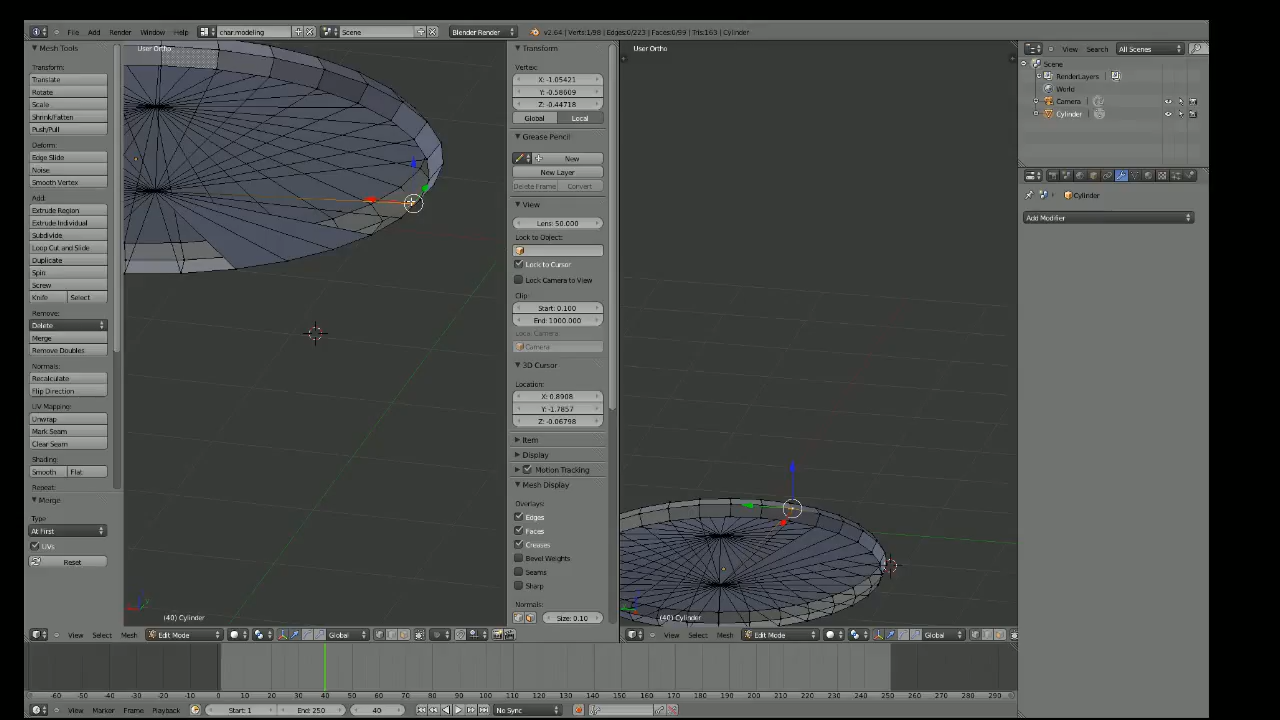 File Add Render Window Help char.modeling Scene Blender Render v2.64 | Verts:1/98 | Edges:0/223 | Faces:0/99 | Tris:163 | Cylinder
Mesh Tools
Transform:
Translate
Rotate
Scale
Shrink/Fatten
Push/Pull
Deform:
Edge Slide
Noise
Smooth Vertex
Add:
Extrude Region
Extrude Individual
Subdivide
Loop Cut and Slide
Duplicate
Spin
Screw
Knife Select
Remove:
Delete
Merge
Remove Doubles
Normals:
Recalculate
Flip Direction
UV Mapping:
Unwrap
Mark Seam
Clear Seam
Shading:
Smooth Flat
Repeat:
Merge
Type
At First
UVs
Reset
User Ortho
(40) Cylinder
Transform
Vertex:
X: -1.05421
Y: -0.58609
Z: -0.44718
Global Local
Grease Pencil
New
New Layer
Delete Frame Convert
View
Lens: 50.000
Lock to Object:
Lock to Cursor
Lock Camera to View
Clip:
Start: 0.100
End: 1000.000
Local Camera:
Camera
3D Cursor
Location:
X: 0.8908
Y: -1.7857
Z: -0.06798
Item
Display
Motion Tracking
Mesh Display
Overlays:
Edges
Faces
Creases
Bevel Weights
Seams
Sharp
Normals:
Size: 0.10
User Ortho
(40) Cylinder
View Search All Scenes
Scene
RenderLayers
World
Camera
Cylinder
Cylinder
Add Modifier
View Select Mesh Edit Mode Global
View Select Mesh Edit Mode Global
-60 -50 -40 -30 -20 -10 0 10 20 30 40 50 60 70 80 90 100 110 120 130 140 150 160 170 180 190 200 210 220 230 240 250 260 270 280 290
View Marker Frame Playback Start: 1 End: 250 40 No Sync